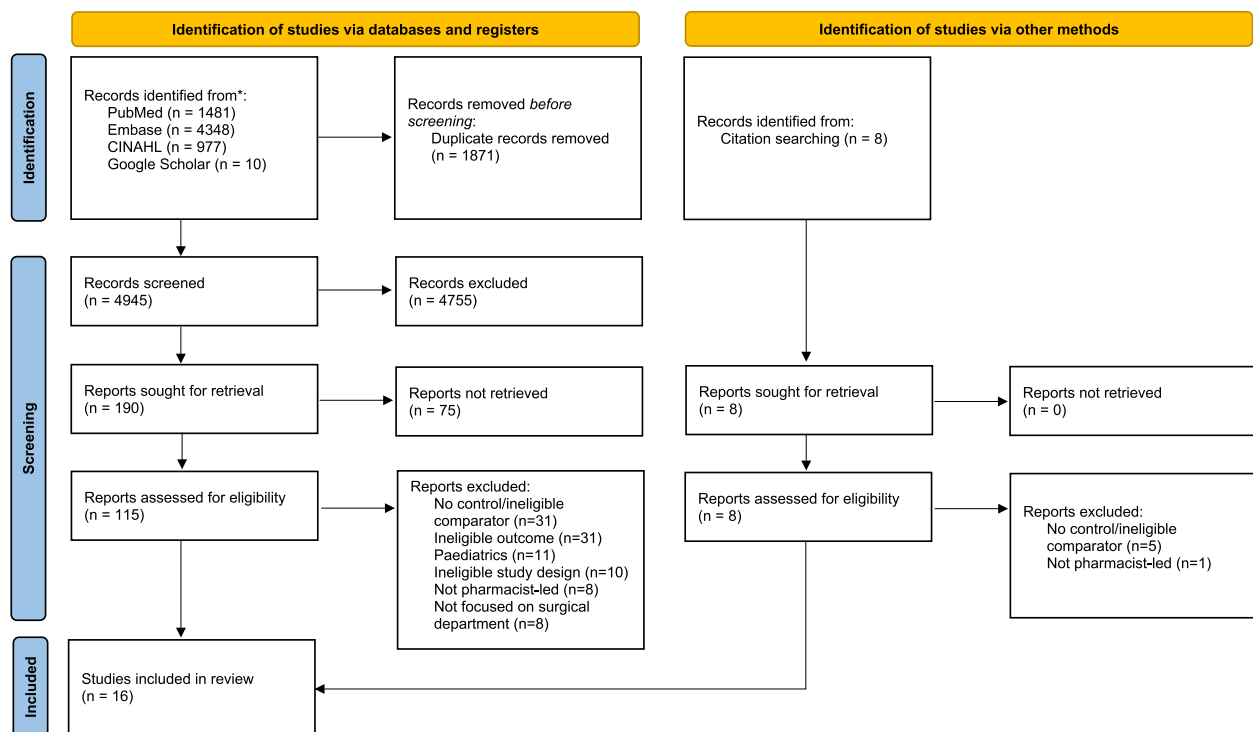 Identification of studies via databases and registers
Identification of studies via other methods
Identification
Records identified from*:
PubMed (n = 1481)
Embase (n = 4348)
CINAHL (n = 977)
Google Scholar (n = 10)
Records removed before
screening:
Duplicate records removed
(n = 1871)
Records identified from:
Citation searching (n = 8)
Screening
Records screened
(n = 4945)
Records excluded
(n = 4755)
Reports sought for retrieval
(n = 190)
Reports not retrieved
(n = 75)
Reports sought for retrieval
(n = 8)
Reports not retrieved
(n = 0)
Reports assessed for eligibility
(n = 115)
Reports excluded:
No control/ineligible
comparator (n=31)
Ineligible outcome (n=31)
Paediatrics (n=11)
Ineligible study design (n=10)
Not pharmacist-led (n=8)
Not focused on surgical
department (n=8)
Reports assessed for eligibility
(n = 8)
Reports excluded:
No control/ineligible
comparator (n=5)
Not pharmacist-led (n=1)
Included
Studies included in review
(n = 16)